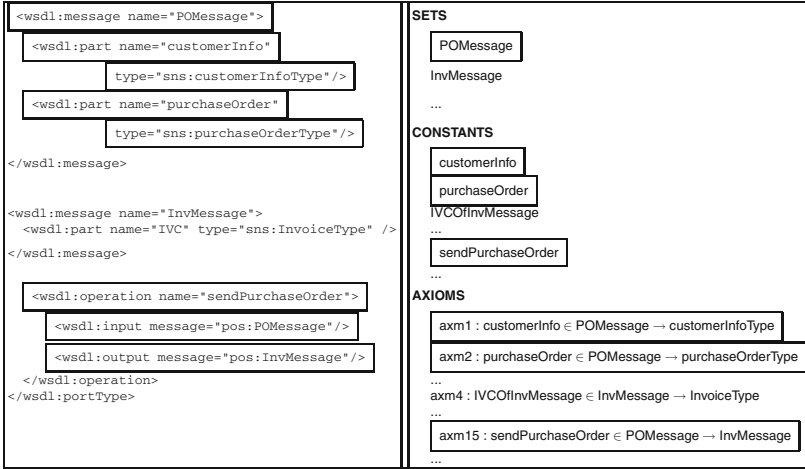 <wsdl:message name="POMessage">
<wsdl:part name="customerInfo"
type="sns:customerInfoType"/>
<wsdl:part name="purchaseOrder"
type="sns:purchaseOrderType"/>
</wsdl:message>
<wsdl:message name="InvMessage">
<wsdl:part name="IVC" type="sns:InvoiceType" />
</wsdl:message>
<wsdl:operation name="sendPurchaseOrder">
<wsdl:input message="pos:POMessage"/>
<wsdl:output message="pos:InvMessage"/>
</wsdl:operation>
</wsdl:portType>
SETS
POMessage
InvMessage
...
CONSTANTS
customerInfo
purchaseOrder
IVCOfInvMessage
...
sendPurchaseOrder
...
AXIOMS
axm1 : customerInfo ∈ POMessage → customerInfoType
axm2 : purchaseOrder ∈ POMessage → purchaseOrderType
...
axm4 : IVCOfInvMessage ∈ InvMessage → InvoiceType
...
axm15 : sendPurchaseOrder ∈ POMessage → InvMessage
...